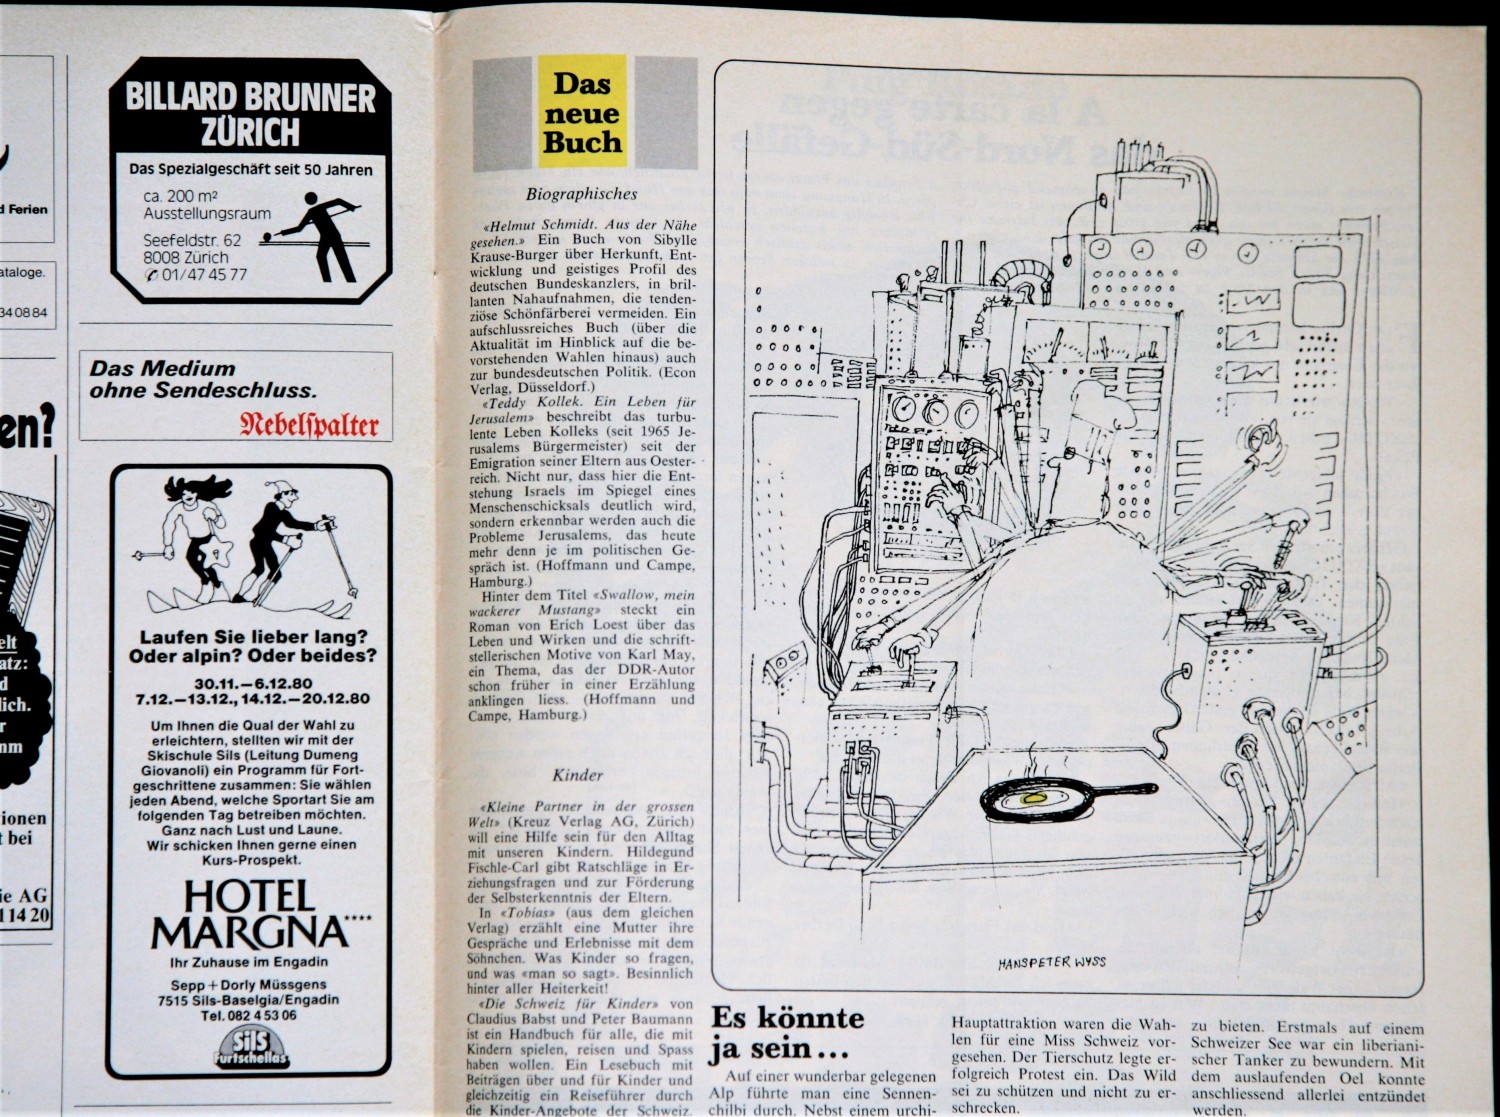 d Ferien
ataloge.
34 08 84
en?
elt
atz:
d
lich.
r
mm
ionen
t bei
ie AG
1 14 20
BILLARD BRUNNER
ZÜRICH
Das Spezialgeschäft seit 50 Jahren
ca. 200 m²
Ausstellungsraum
Seefeldstr. 62
8008 Zürich
✆ 01/47 45 77
Das Medium
ohne Sendeschluss.
Nebelspalter
Laufen Sie lieber lang?
Oder alpin? Oder beides?
30.11.–6.12.80
7.12.–13.12., 14.12.–20.12.80
Um Ihnen die Qual der Wahl zu
erleichtern, stellten wir mit der
Skischule Sils (Leitung Dumeng
Giovanoli) ein Programm für Fort-
geschrittene zusammen: Sie wählen
jeden Abend, welche Sportart Sie am
folgenden Tag betreiben möchten.
Ganz nach Lust und Laune.
Wir schicken Ihnen gerne einen
Kurs-Prospekt.
HOTEL
MARGNA****
Ihr Zuhause im Engadin
Sepp + Dorly Müssgens
7515 Sils-Baselgia/Engadin
Tel. 082 4 53 06
SilS
Furtschellas
Das
neue
Buch
Biographisches
«Helmut Schmidt. Aus der Nähe
gesehen.» Ein Buch von Sibylle
Krause-Burger über Herkunft, Ent-
wicklung und geistiges Profil des
deutschen Bundeskanzlers, in bril-
lanten Nahaufnahmen, die tenden-
ziöse Schönfärberei vermeiden. Ein
aufschlussreiches Buch (über die
Aktualität im Hinblick auf die be-
vorstehenden Wahlen hinaus) auch
zur bundesdeutschen Politik. (Econ
Verlag, Düsseldorf.)
«Teddy Kollek. Ein Leben für
Jerusalem» beschreibt das turbu-
lente Leben Kolleks (seit 1965 Je-
rusalems Bürgermeister) seit der
Emigration seiner Eltern aus Oester-
reich. Nicht nur, dass hier die Ent-
stehung Israels im Spiegel eines
Menschenschicksals deutlich wird,
sondern erkennbar werden auch die
Probleme Jerusalems, das heute
mehr denn je im politischen Ge-
spräch ist. (Hoffmann und Campe,
Hamburg.)
Hinter dem Titel «Swallow, mein
wackerer Mustang» steckt ein
Roman von Erich Loest über das
Leben und Wirken und die schrift-
stellerischen Motive von Karl May,
ein Thema, das der DDR-Autor
schon früher in einer Erzählung
anklingen liess. (Hoffmann und
Campe, Hamburg.)
Kinder
«Kleine Partner in der grossen
Welt» (Kreuz Verlag AG, Zürich)
will eine Hilfe sein für den Alltag
mit unseren Kindern. Hildegund
Fischle-Carl gibt Ratschläge in Er-
ziehungsfragen und zur Förderung
der Selbsterkenntnis der Eltern.
In «Tobias» (aus dem gleichen
Verlag) erzählt eine Mutter ihre
Gespräche und Erlebnisse mit dem
Söhnchen. Was Kinder so fragen,
und was «man so sagt». Besinnlich
hinter aller Heiterkeit!
«Die Schweiz für Kinder» von
Claudius Babst und Peter Baumann
ist ein Handbuch für alle, die mit
Kindern spielen, reisen und Spass
haben wollen. Ein Lesebuch mit
Beiträgen über und für Kinder und
gleichzeitig ein Reiseführer durch
die Kinder-Angebote der Schweiz.
HANSPETER WYSS
Es könnte
ja sein...
Auf einer wunderbar gelegenen
Alp führte man eine Sennen-
chilbi durch. Nebst einem urchi-
Hauptattraktion waren die Wah-
len für eine Miss Schweiz vor-
gesehen. Der Tierschutz legte er-
folgreich Protest ein. Das Wild
sei zu schützen und nicht zu er-
schrecken.
zu bieten. Erstmals auf einem
Schweizer See war ein liberiani-
scher Tanker zu bewundern. Mit
dem auslaufenden Oel konnte
anschliessend allerlei entzündet
werden.